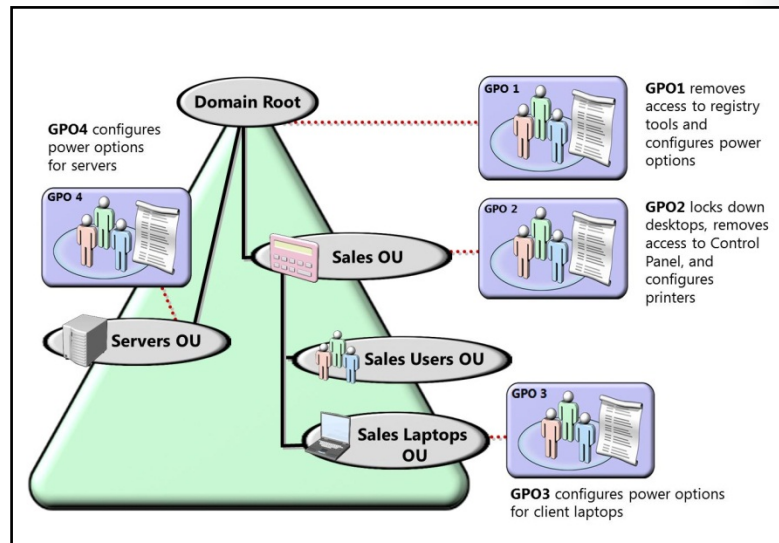 Domain Root
GPO 1
GPO1 removes
access to registry
tools and
configures power
options
GPO4 configures
power options
for servers
GPO 4
GPO 2
GPO2 locks down
desktops, removes
access to Control
Panel, and
configures
printers
Sales OU
Servers OU
Sales Users OU
Sales Laptops
OU
GPO 3
GPO3 configures power options
for client laptops